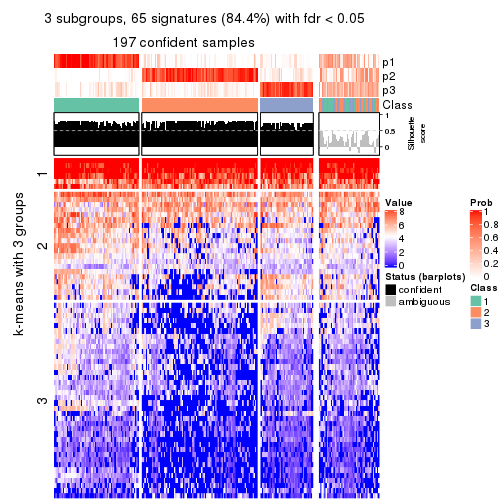 3 subgroups, 65 signatures (84.4%) with fdr < 0.05
197 confident samples
p1
p2
p3
Class
1
0.5
0
Silhouette
score
k-means with 3 groups
1
2
3
Value
8
6
4
2
0
Prob
1
0.8
0.6
0.4
0.2
0
Status (barplots)
confident
ambiguous
Class
1
2
3